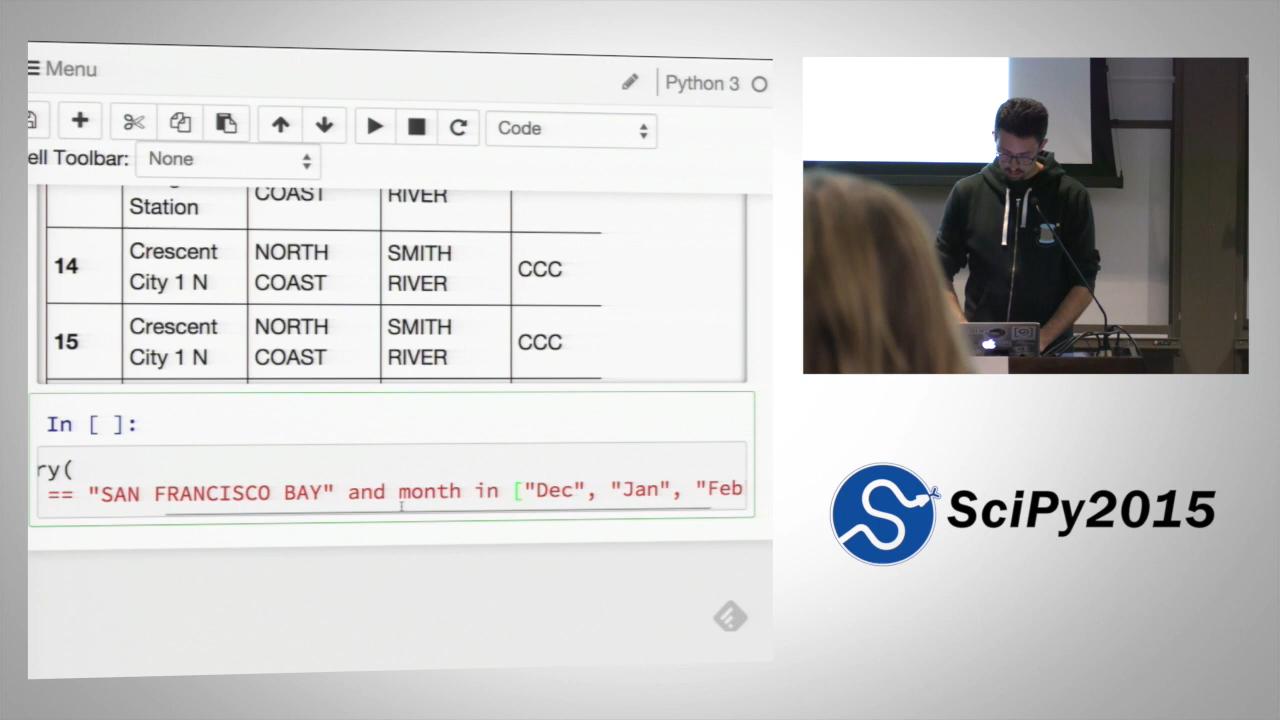 Menu
Python 3
Code
ell Toolbar:
None
Station
COAST
RIVER
14
Crescent
City 1 N
NORTH
COAST
SMITH
RIVER
CCC
15
Crescent
City 1 N
NORTH
COAST
SMITH
RIVER
CCC
In [ ]:
ry(
== "SAN FRANCISCO BAY" and month in ["Dec", "Jan", "Feb
SciPy2015